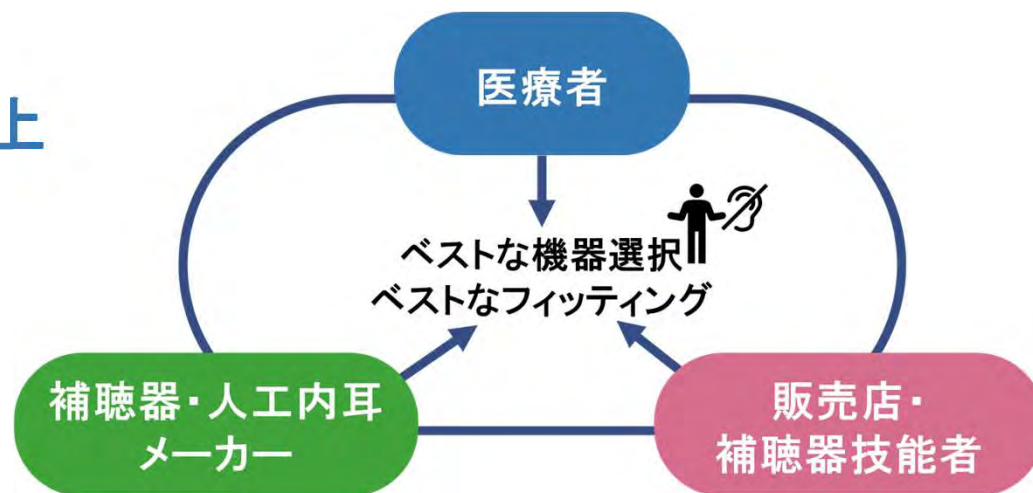 上
医療者
ベストな機器選択
ベストなフィッティング
補聴器・人工内耳
メーカー
販売店・
補聴器技能者